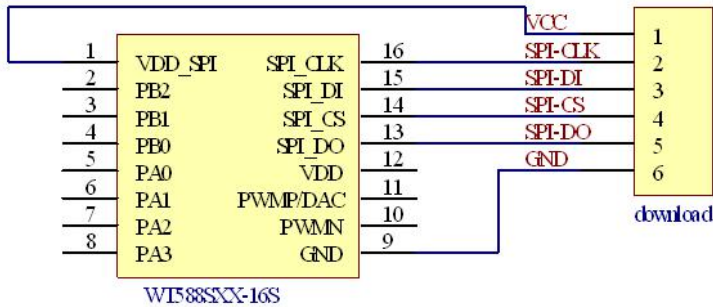 VCC
1 VDD_SPI SPI_CLK 16 SPI-CLK 1
2 PB2 SPI_DI 15 SPI-DI 2
3 PB1 SPI_CS 14 SPI-CS 3
4 PB0 SPI_DO 13 SPI-DO 4
5 PA0 VDD 12 GND 5
6 PA1 PWMP/DAC 11 6
7 PA2 PWMN 10 download
8 PA3 GND 9
WT588SXX-16S